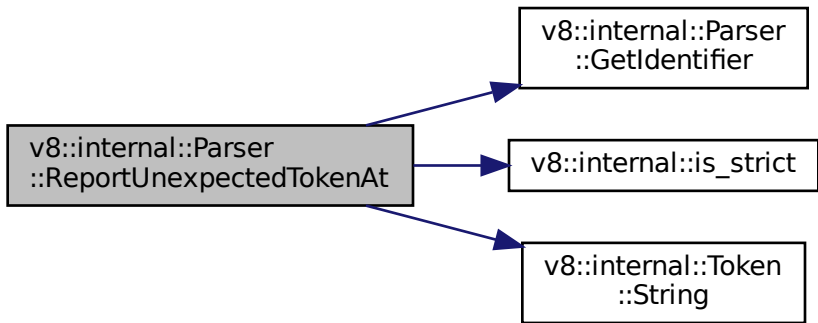 v8::internal::Parser
::ReportUnexpectedTokenAt
v8::internal::Parser
::GetIdentifier
v8::internal::is_strict
v8::internal::Token
::String